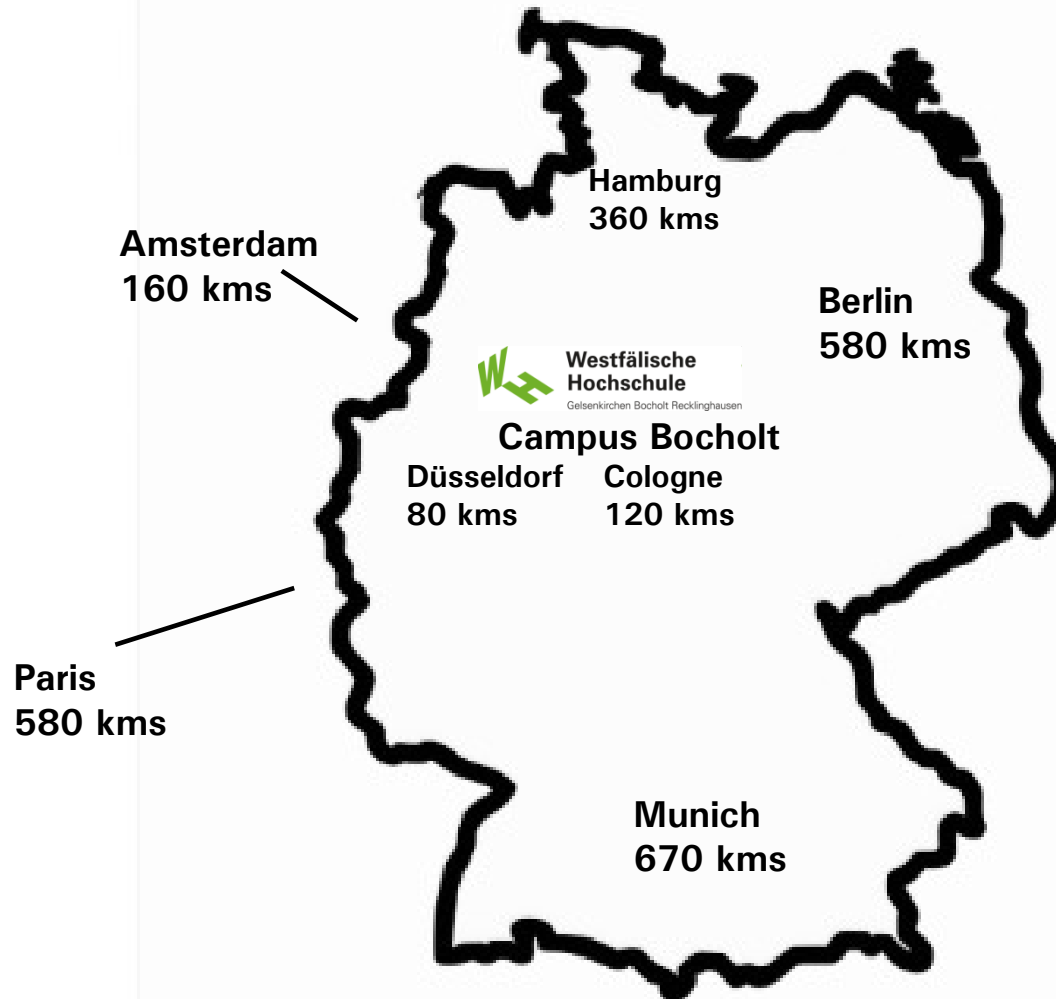 Hamburg
360 kms
Amsterdam
160 kms
Berlin
580 kms
WH
Westfälische
Hochschule
Gelsenkirchen Bocholt Recklinghausen
Campus Bocholt
Düsseldorf
80 kms
Cologne
120 kms
Paris
580 kms
Munich
670 kms